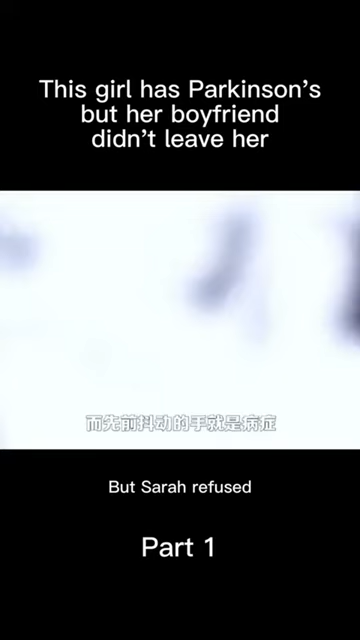 This girl has Parkinson's
but her boyfriend
didn't leave her
而先前抖动的手就是病症
But Sarah refused
Part 1